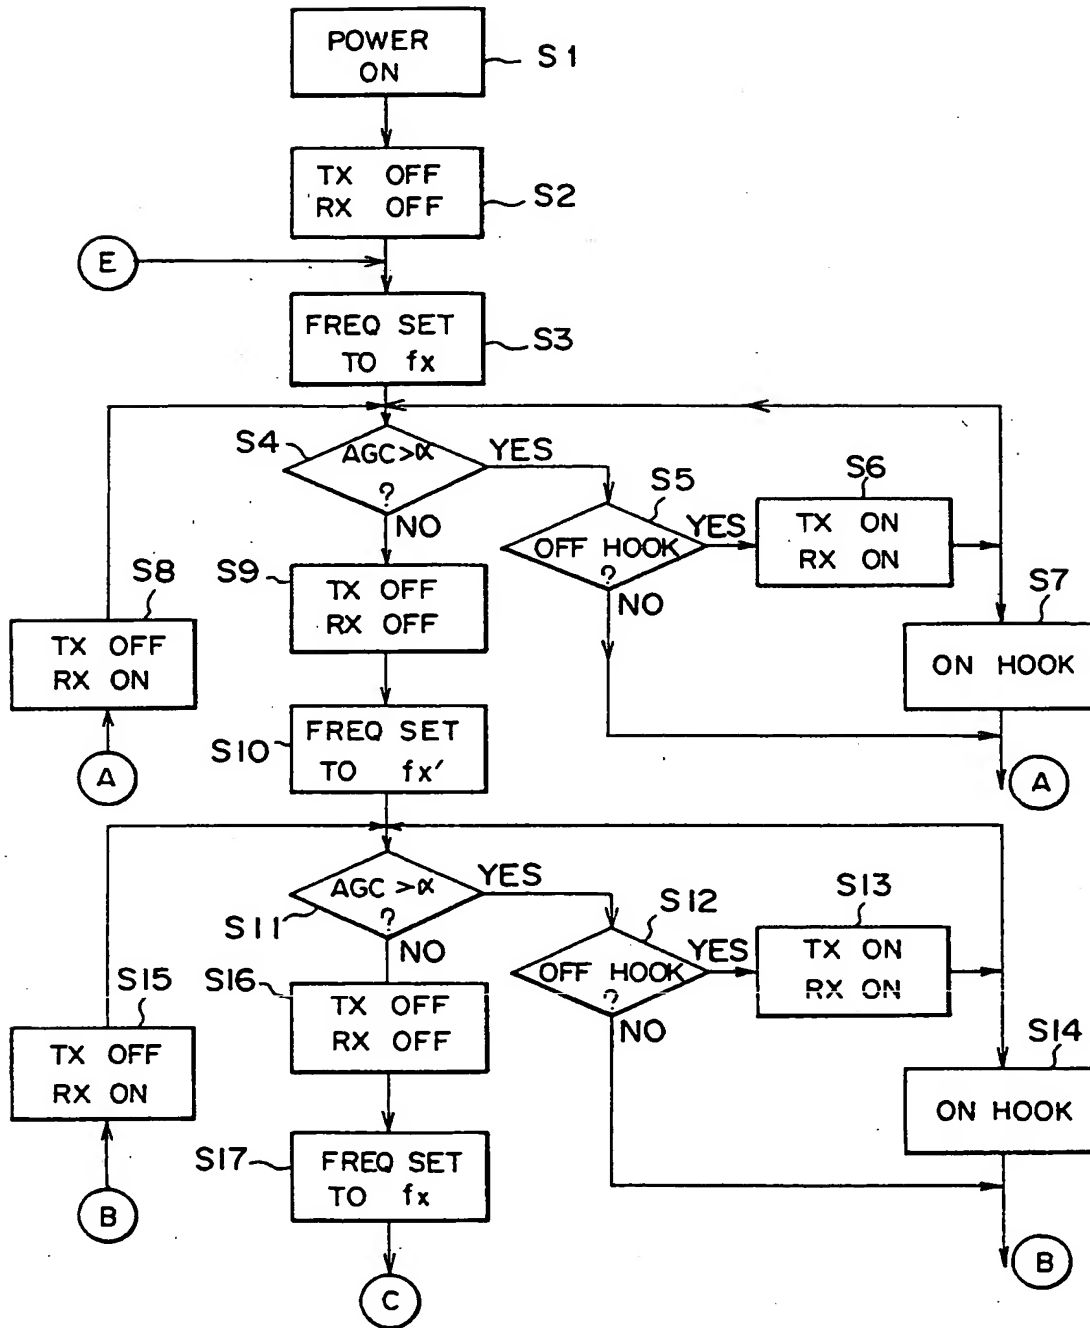 POWER
ON
S1
TX OFF
RX OFF
S2
E
FREQ SET
TO fx
S3
S4
AGC>α
?
YES
NO
S5
OFF HOOK
?
YES
NO
S6
TX ON
RX ON
S7
ON HOOK
S8
TX OFF
RX ON
A
S9
TX OFF
RX OFF
S10
FREQ SET
TO fx'
A
S11
AGC>α
?
YES
NO
S12
OFF HOOK
?
YES
NO
S13
TX ON
RX ON
S14
ON HOOK
S15
TX OFF
RX ON
B
S16
TX OFF
RX OFF
S17
FREQ SET
TO fx
B
C